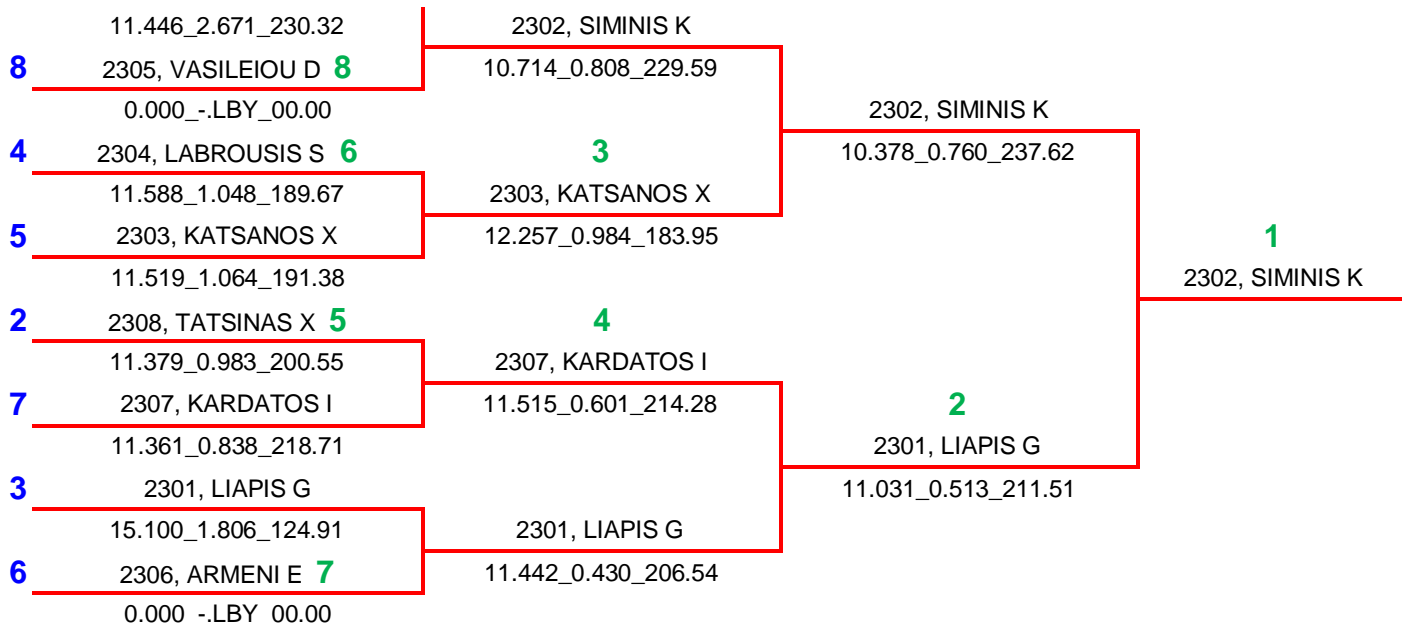 11.446_2.671_230.32
2302, SIMINIS K
8 2305, VASILEIOU D 8
10.714_0.808_229.59
0.000_-.LBY_00.00
2302, SIMINIS K
4 2304, LABROUSIS S 6
3
10.378_0.760_237.62
11.588_1.048_189.67
2303, KATSANOS X
5 2303, KATSANOS X
12.257_0.984_183.95
1
11.519_1.064_191.38
2302, SIMINIS K
2 2308, TATSINAS X 5
4
11.379_0.983_200.55
2307, KARDATOS I
7 2307, KARDATOS I
11.515_0.601_214.28
2
11.361_0.838_218.71
2301, LIAPIS G
3 2301, LIAPIS G
11.031_0.513_211.51
15.100_1.806_124.91
2301, LIAPIS G
6 2306, ARMENI E 7
11.442_0.430_206.54
0.000 -.LBY 00.00